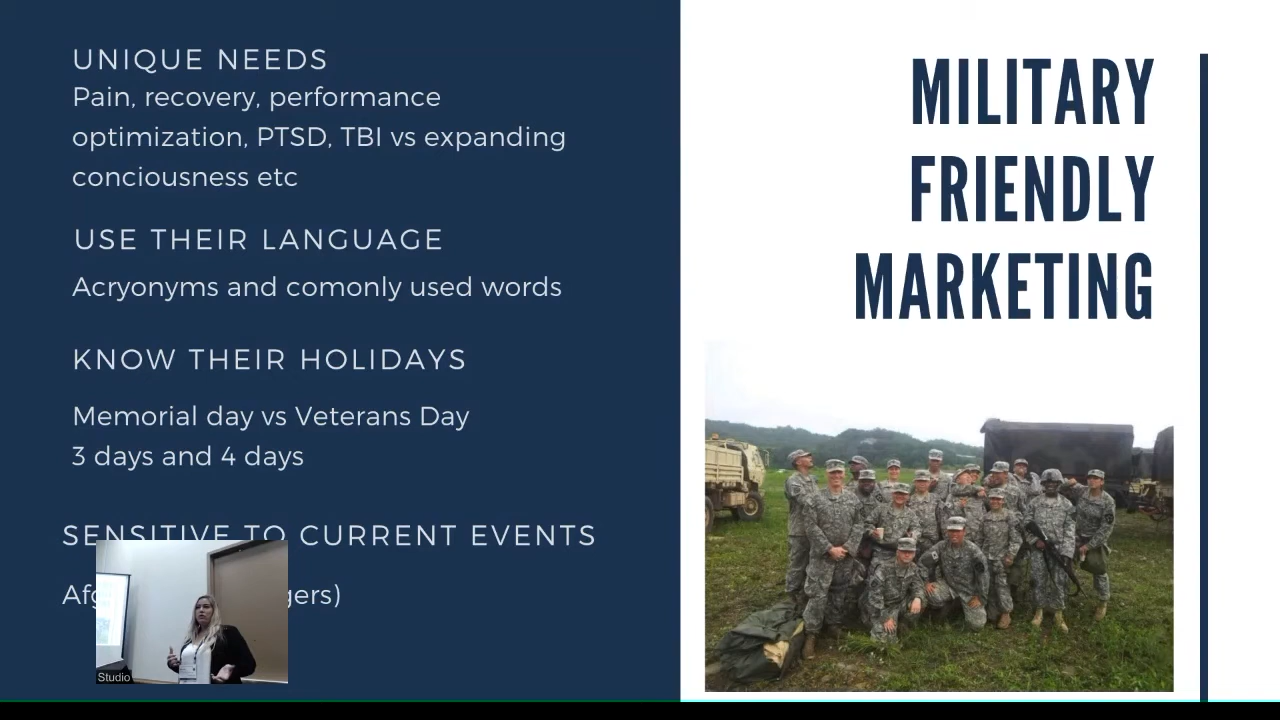 UNIQUE NEEDS
Pain, recovery, performance
optimization, PTSD, TBI vs expanding
conciousness etc
USE THEIR LANGUAGE
Acryonyms and comonly used words
KNOW THEIR HOLIDAYS
Memorial day vs Veterans Day
3 days and 4 days
SENSITIVE TO CURRENT EVENTS
Studio
MILITARY
FRIENDLY
MARKETING